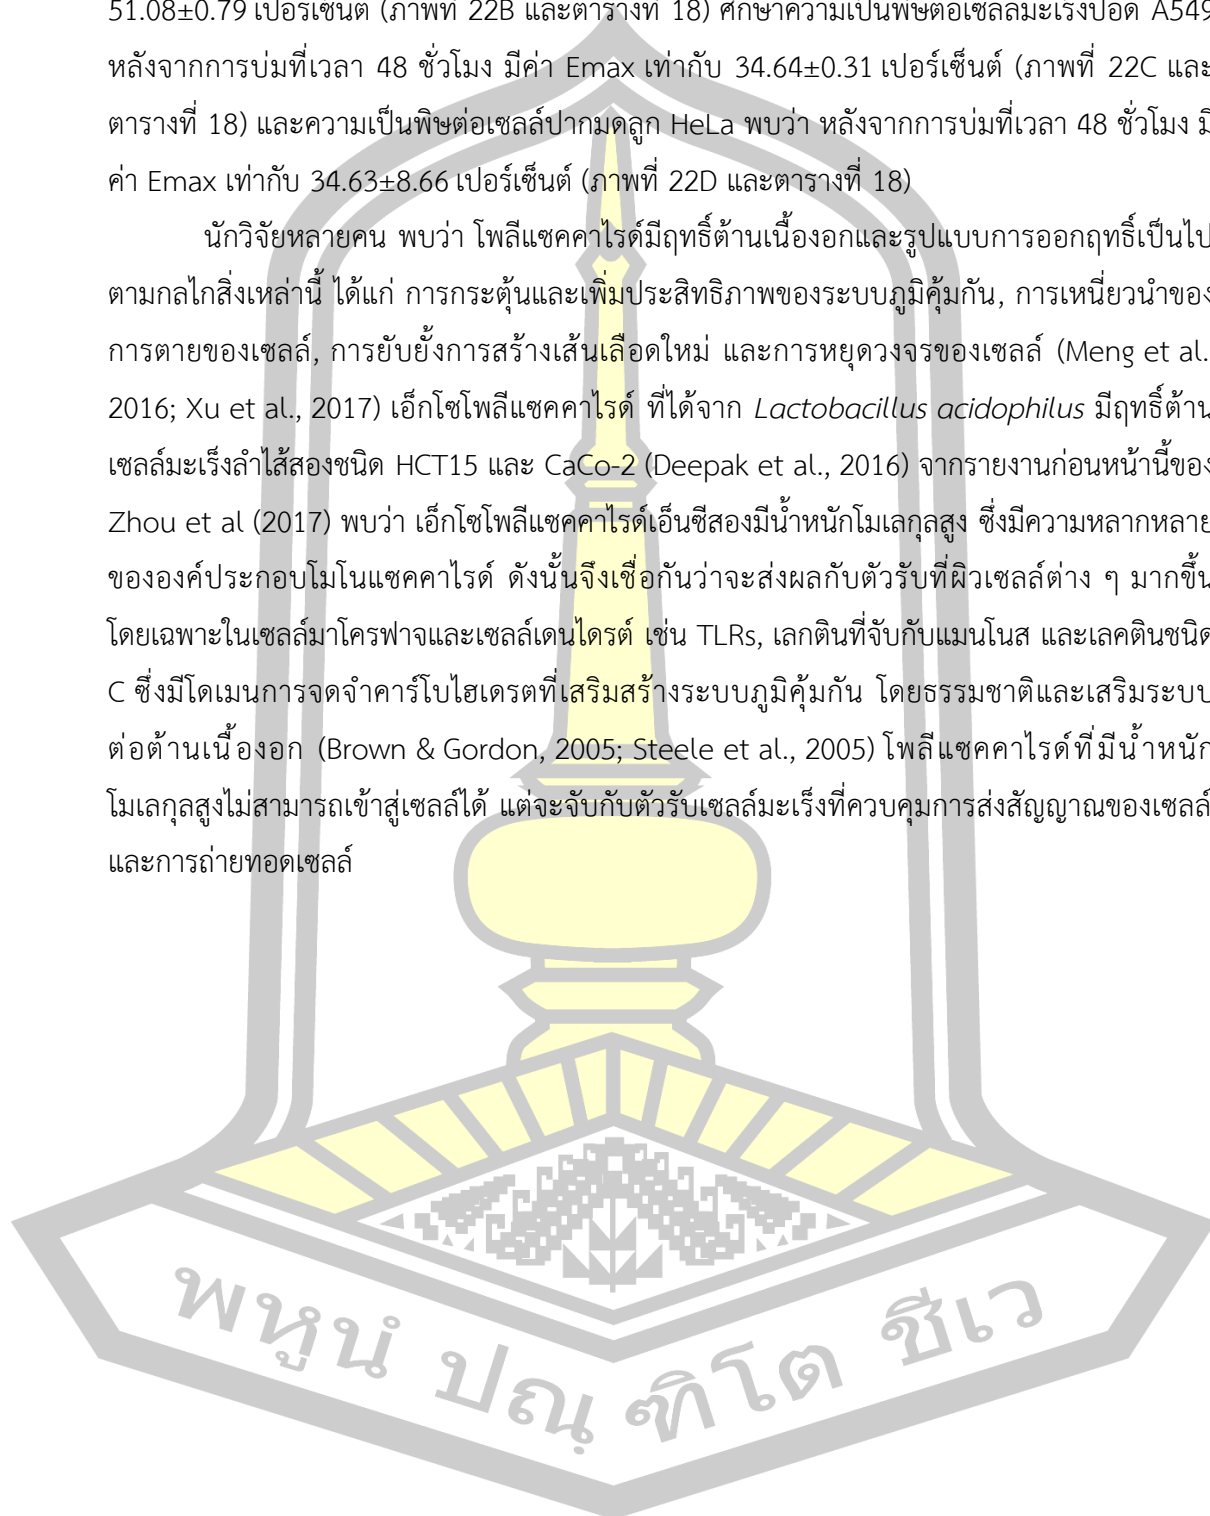 51.08±0.79 เปอร์เซ็นต์ (ภาพที่ 22B และตารางที่ 18) ศึกษาความเป็นพิษต่อเซลล์มะเร็งปอด A549
หลังจากการบ่มที่เวลา 48 ชั่วโมง มีค่า Emax เท่ากับ 34.64±0.31 เปอร์เซ็นต์ (ภาพที่ 22C และ
ตารางที่ 18) และความเป็นพิษต่อเซลล์ปากมดลูก HeLa พบว่า หลังจากการบ่มที่เวลา 48 ชั่วโมง มี
ค่า Emax เท่ากับ 34.63±8.66 เปอร์เซ็นต์ (ภาพที่ 22D และตารางที่ 18)
นักวิจัยหลายคน พบว่า โพลีแซคคาไรด์มีฤทธิ์ต้านเนื้องอกและรูปแบบการออกฤทธิ์เป็นไป
ตามกลไกสิ่งเหล่านี้ ได้แก่ การกระตุ้นและเพิ่มประสิทธิภาพของระบบภูมิคุ้มกัน, การเหนี่ยวนำของ
การตายของเซลล์, การยับยั้งการสร้างเส้นเลือดใหม่ และการหยุดวงจรของเซลล์ (Meng et al.
2016; Xu et al., 2017) เอ็กโซโพลีแซคคาไรด์ ที่ได้จาก Lactobacillus acidophilus มีฤทธิ์ต้าน
เซลล์มะเร็งลำไส้สองชนิด HCT15 และ CaCo-2 (Deepak et al., 2016) จากรายงานก่อนหน้านี้ของ
Zhou et al (2017) พบว่า เอ็กโซโพลีแซคคาไรด์เอ็นซีสองมีน้ำหนักโมเลกุลสูง ซึ่งมีความหลากหลาย
ขององค์ประกอบโมโนแซคคาไรด์ ดังนั้นจึงเชื่อกันว่าจะส่งผลกับตัวรับที่ผิวเซลล์ต่าง ๆ มากขึ้น
โดยเฉพาะในเซลล์มาโครฟาจและเซลล์เดนไดรต์ เช่น TLRs, เลกตินที่จับกับแมนโนส และเลคตินชนิด
C ซึ่งมีโดเมนการจดจำคาร์โบไฮเดรตที่เสริมสร้างระบบภูมิคุ้มกัน โดยธรรมชาติและเสริมระบบ
ต่อต้านเนื้องอก (Brown & Gordon, 2005; Steele et al., 2005) โพลีแซคคาไรด์ที่มีน้ำหนัก
โมเลกุลสูงไม่สามารถเข้าสู่เซลล์ได้ แต่จะจับกับตัวรับเซลล์มะเร็งที่ควบคุมการส่งสัญญาณของเซลล์
และการถ่ายทอดเซลล์
พหูนํ ปณฺฑิโต ชีเว